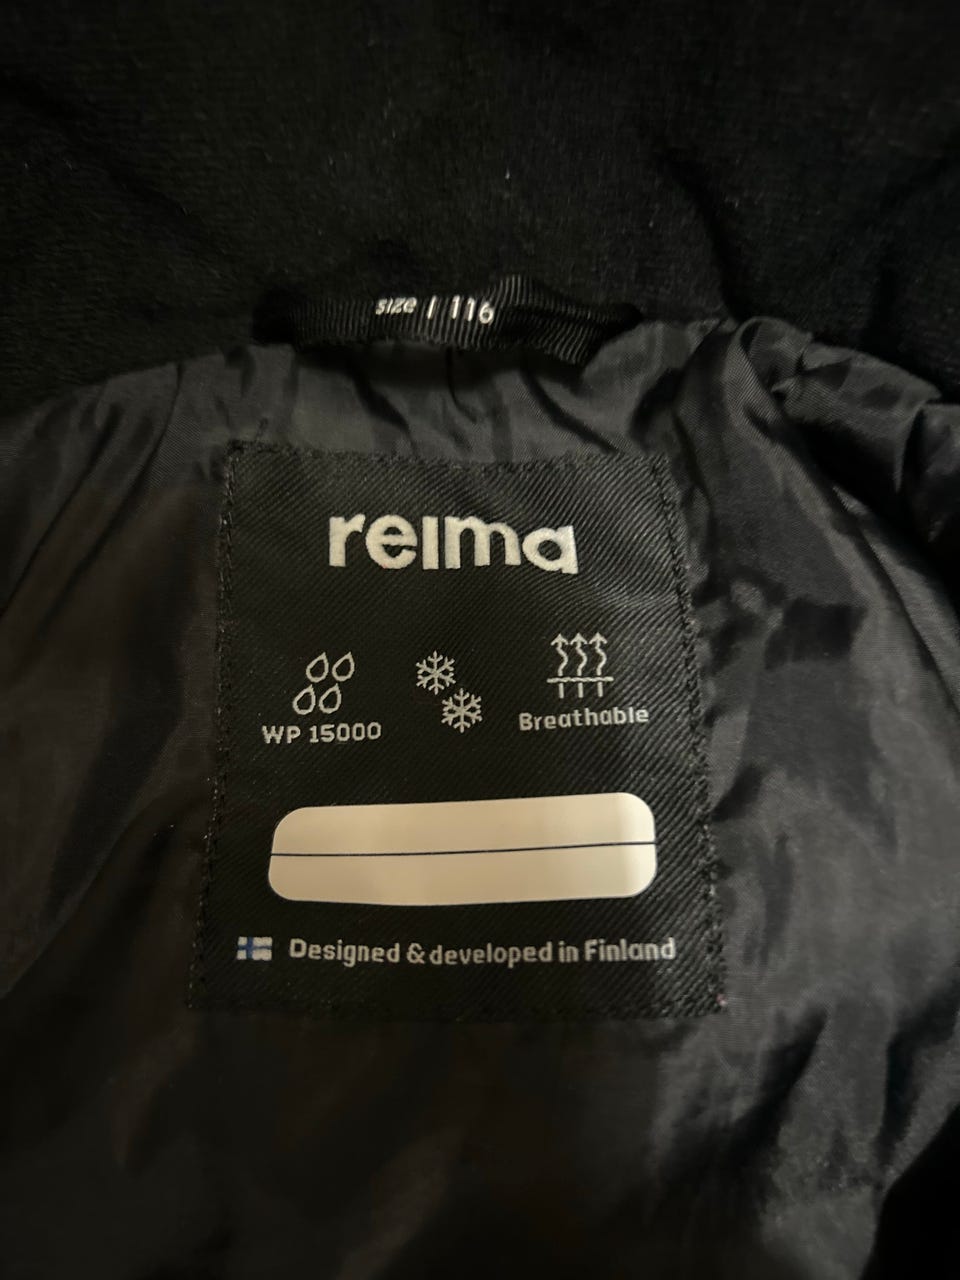 size / 116
reima
WP 15000
Breathable
Designed & developed in Finland